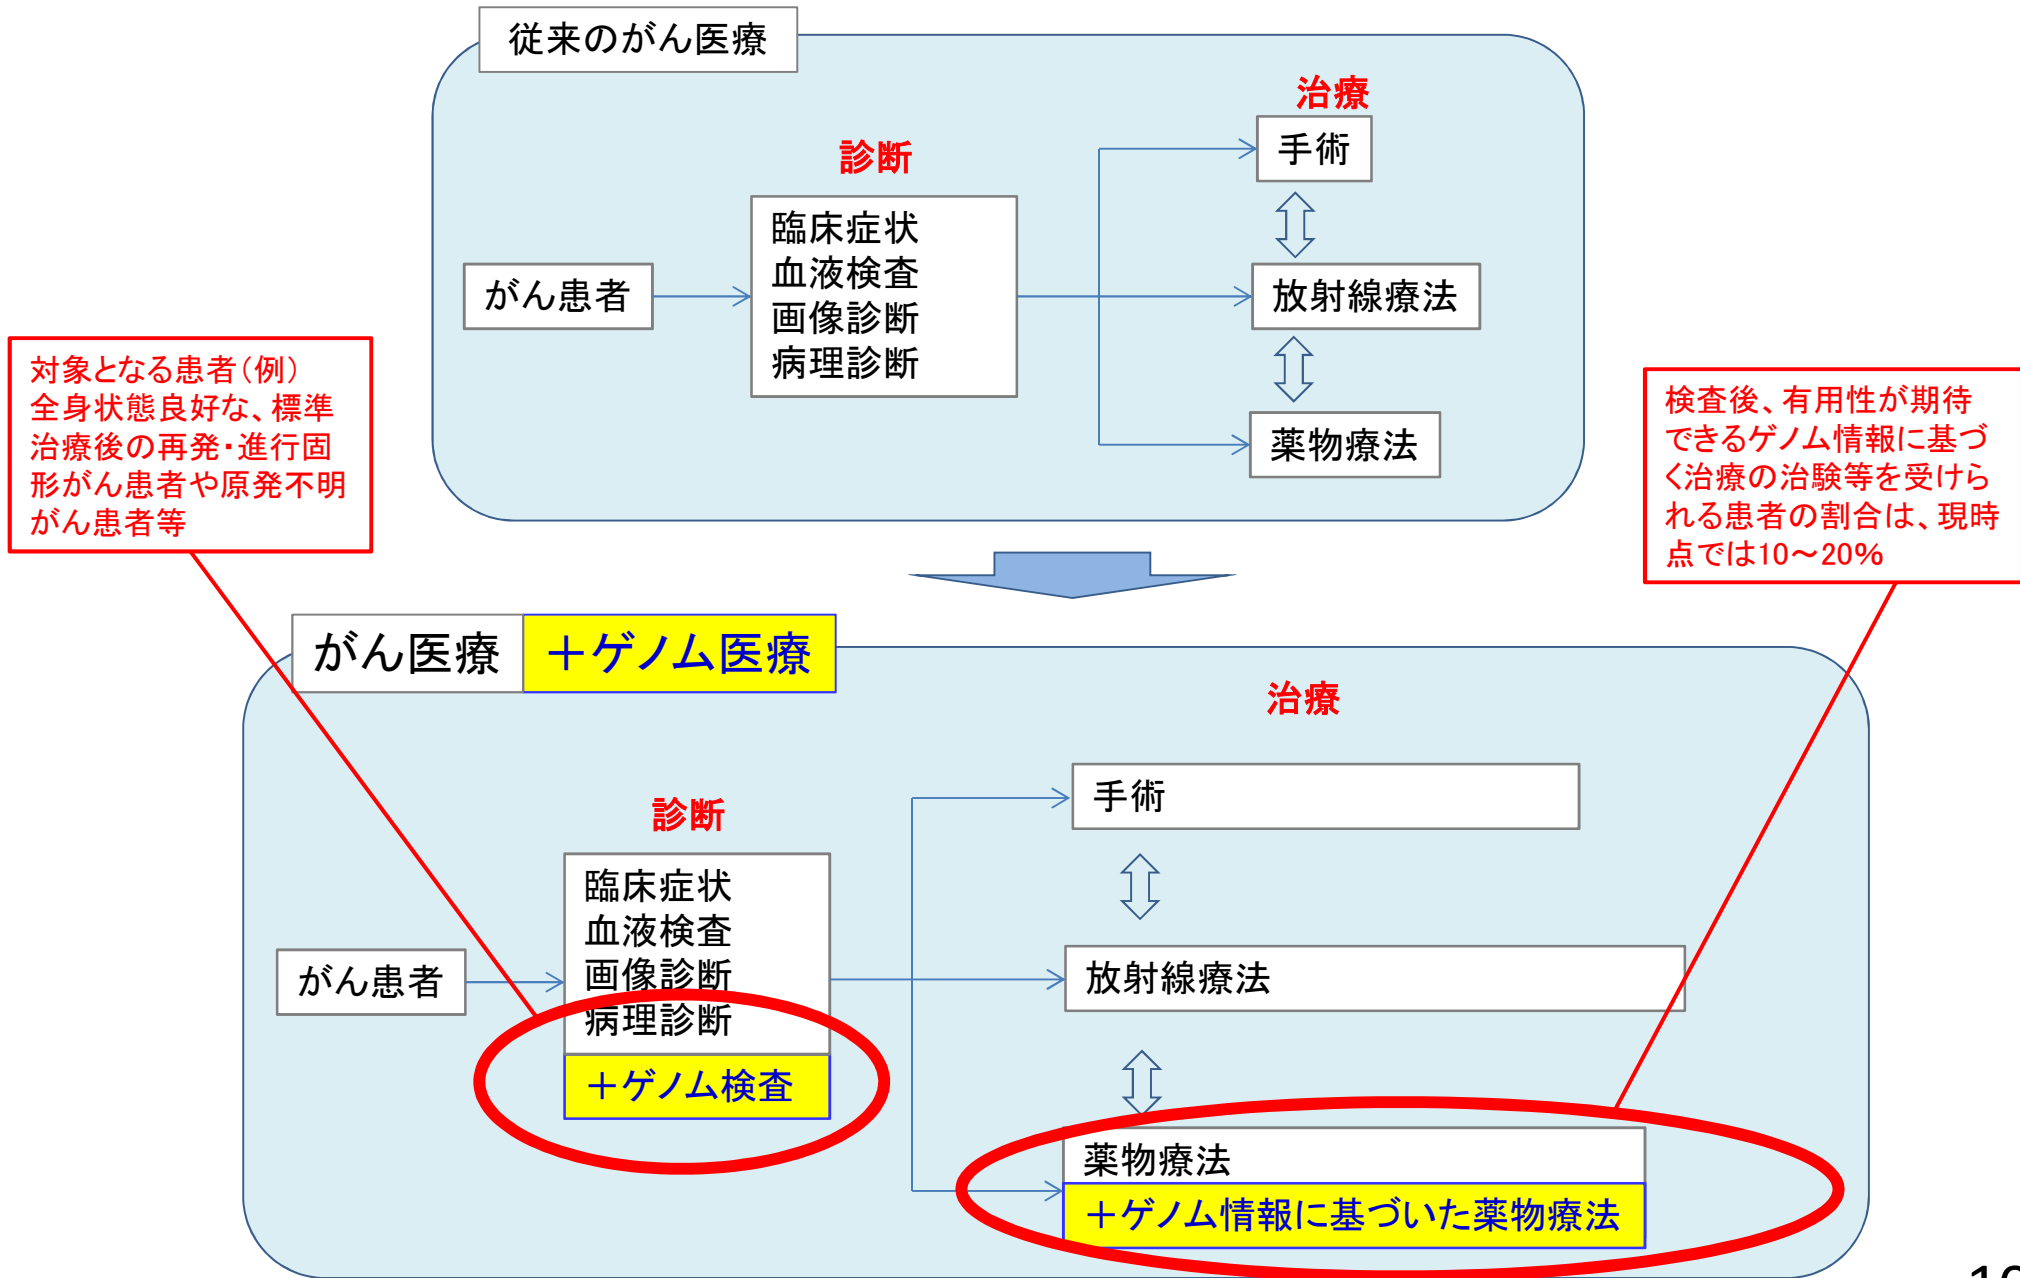 従来のがん医療
治療
手術
診断
臨床症状
血液検査
画像診断
病理診断
がん患者
放射線療法
薬物療法
対象となる患者（例）
全身状態良好な、標準
治療後の再発・進行固
形がん患者や原発不明
がん患者等
検査後、有用性が期待
できるゲノム情報に基づ
く治療の治験等を受けら
れる患者の割合は、現時
点では10～20%
がん医療 ＋ゲノム医療
治療
手術
診断
臨床症状
血液検査
画像診断
病理診断
＋ゲノム検査
がん患者
放射線療法
薬物療法
＋ゲノム情報に基づいた薬物療法